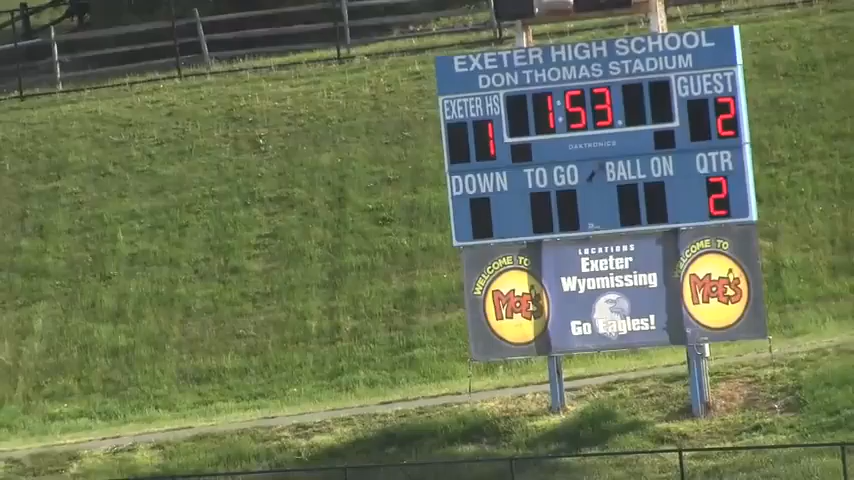 EXETER HIGH SCHOOL
DON THOMAS STADIUM
EXETER HS 1:53 GUEST
1 2
DAKTRONICS
DOWN TO GO BALL ON QTR
2
WELCOME TO MOE'S
LOCATIONS
Exeter
Wyomissing
Go Eagles!
WELCOME TO MOE'S